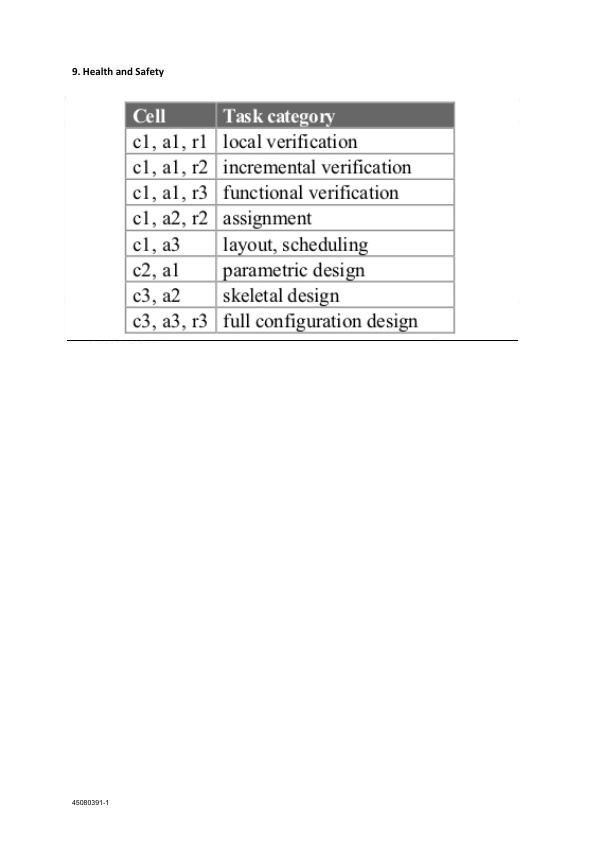 9. Health and Safety
Cell Task category
c1, a1, r1 local verification
c1, a1, r2 incremental verification
c1, a1, r3 functional verification
c1, a2, r2 assignment
c1, a3 layout, scheduling
c2, a1 parametric design
c3, a2 skeletal design
c3, a3, r3 full configuration design
45080391-1